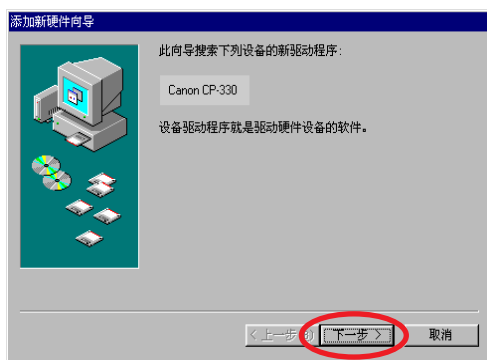 添加新硬件向导
此向导搜索下列设备的新驱动程序:
Canon CP-330
设备驱动程序就是驱动硬件设备的软件。
< 上一步 下一步 > 取消